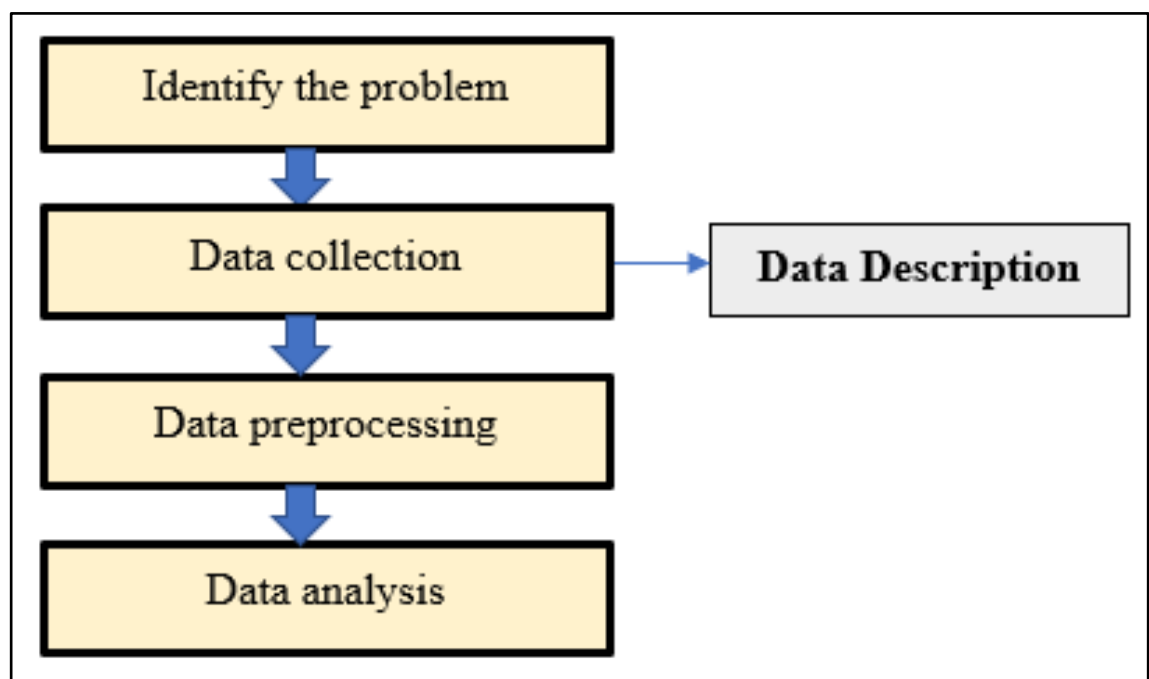 Identify the problem
Data collection
Data Description
Data preprocessing
Data analysis